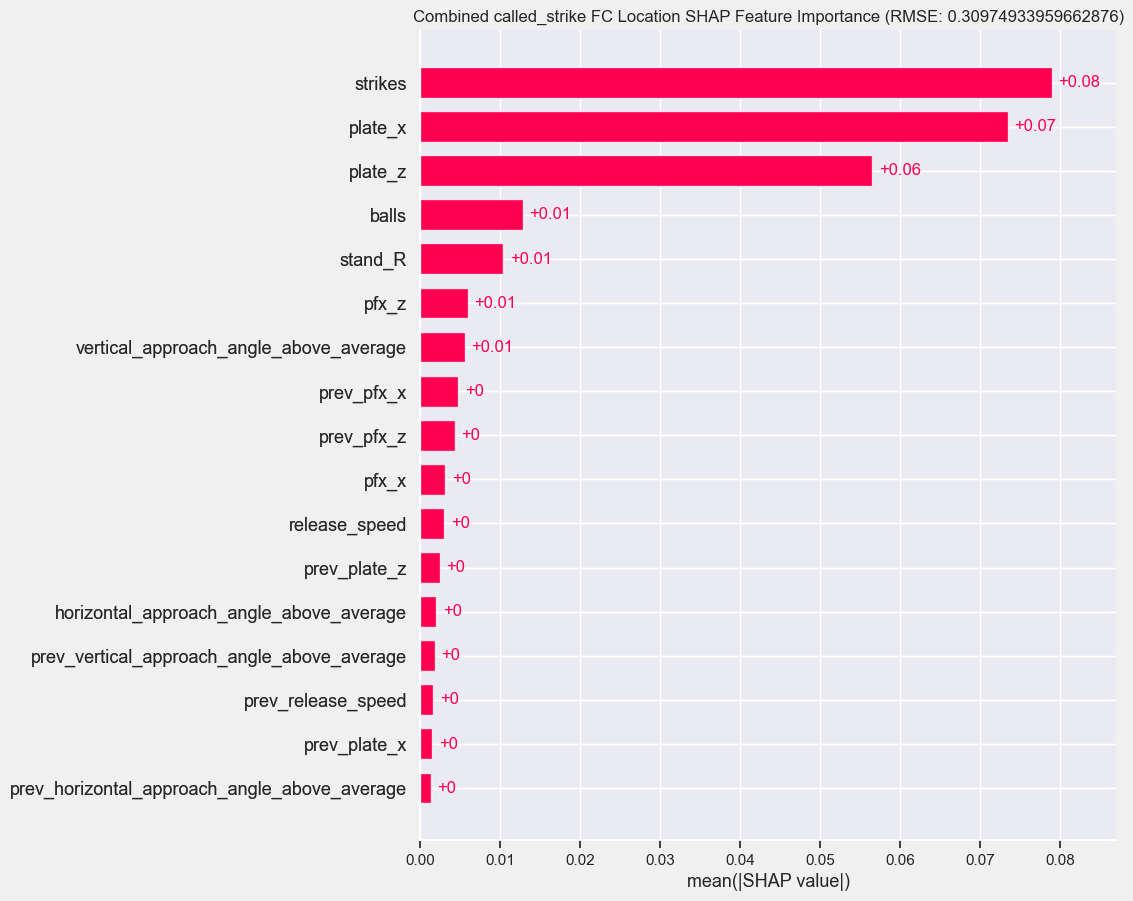 Combined called_strike FC Location SHAP Feature Importance (RMSE: 0.30974933959662876)
strikes +0.08
plate_x +0.07
plate_z +0.06
balls +0.01
stand_R +0.01
pfx_z +0.01
vertical_approach_angle_above_average +0.01
prev_pfx_x +0
prev_pfx_z +0
pfx_x +0
release_speed +0
prev_plate_z +0
horizontal_approach_angle_above_average +0
prev_vertical_approach_angle_above_average +0
prev_release_speed +0
prev_plate_x +0
prev_horizontal_approach_angle_above_average +0
0.00 0.01 0.02 0.03 0.04 0.05 0.06 0.07 0.08
mean(|SHAP value|)